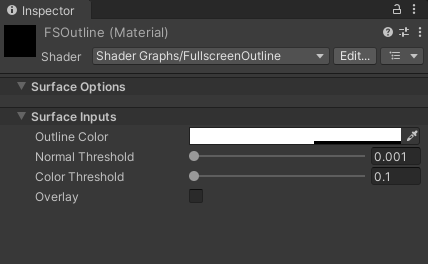 Inspector
FSOutline (Material)
Shader Shader Graphs/FullscreenOutline Edit...
Surface Options
Surface Inputs
Outline Color
Normal Threshold 0.001
Color Threshold 0.1
Overlay